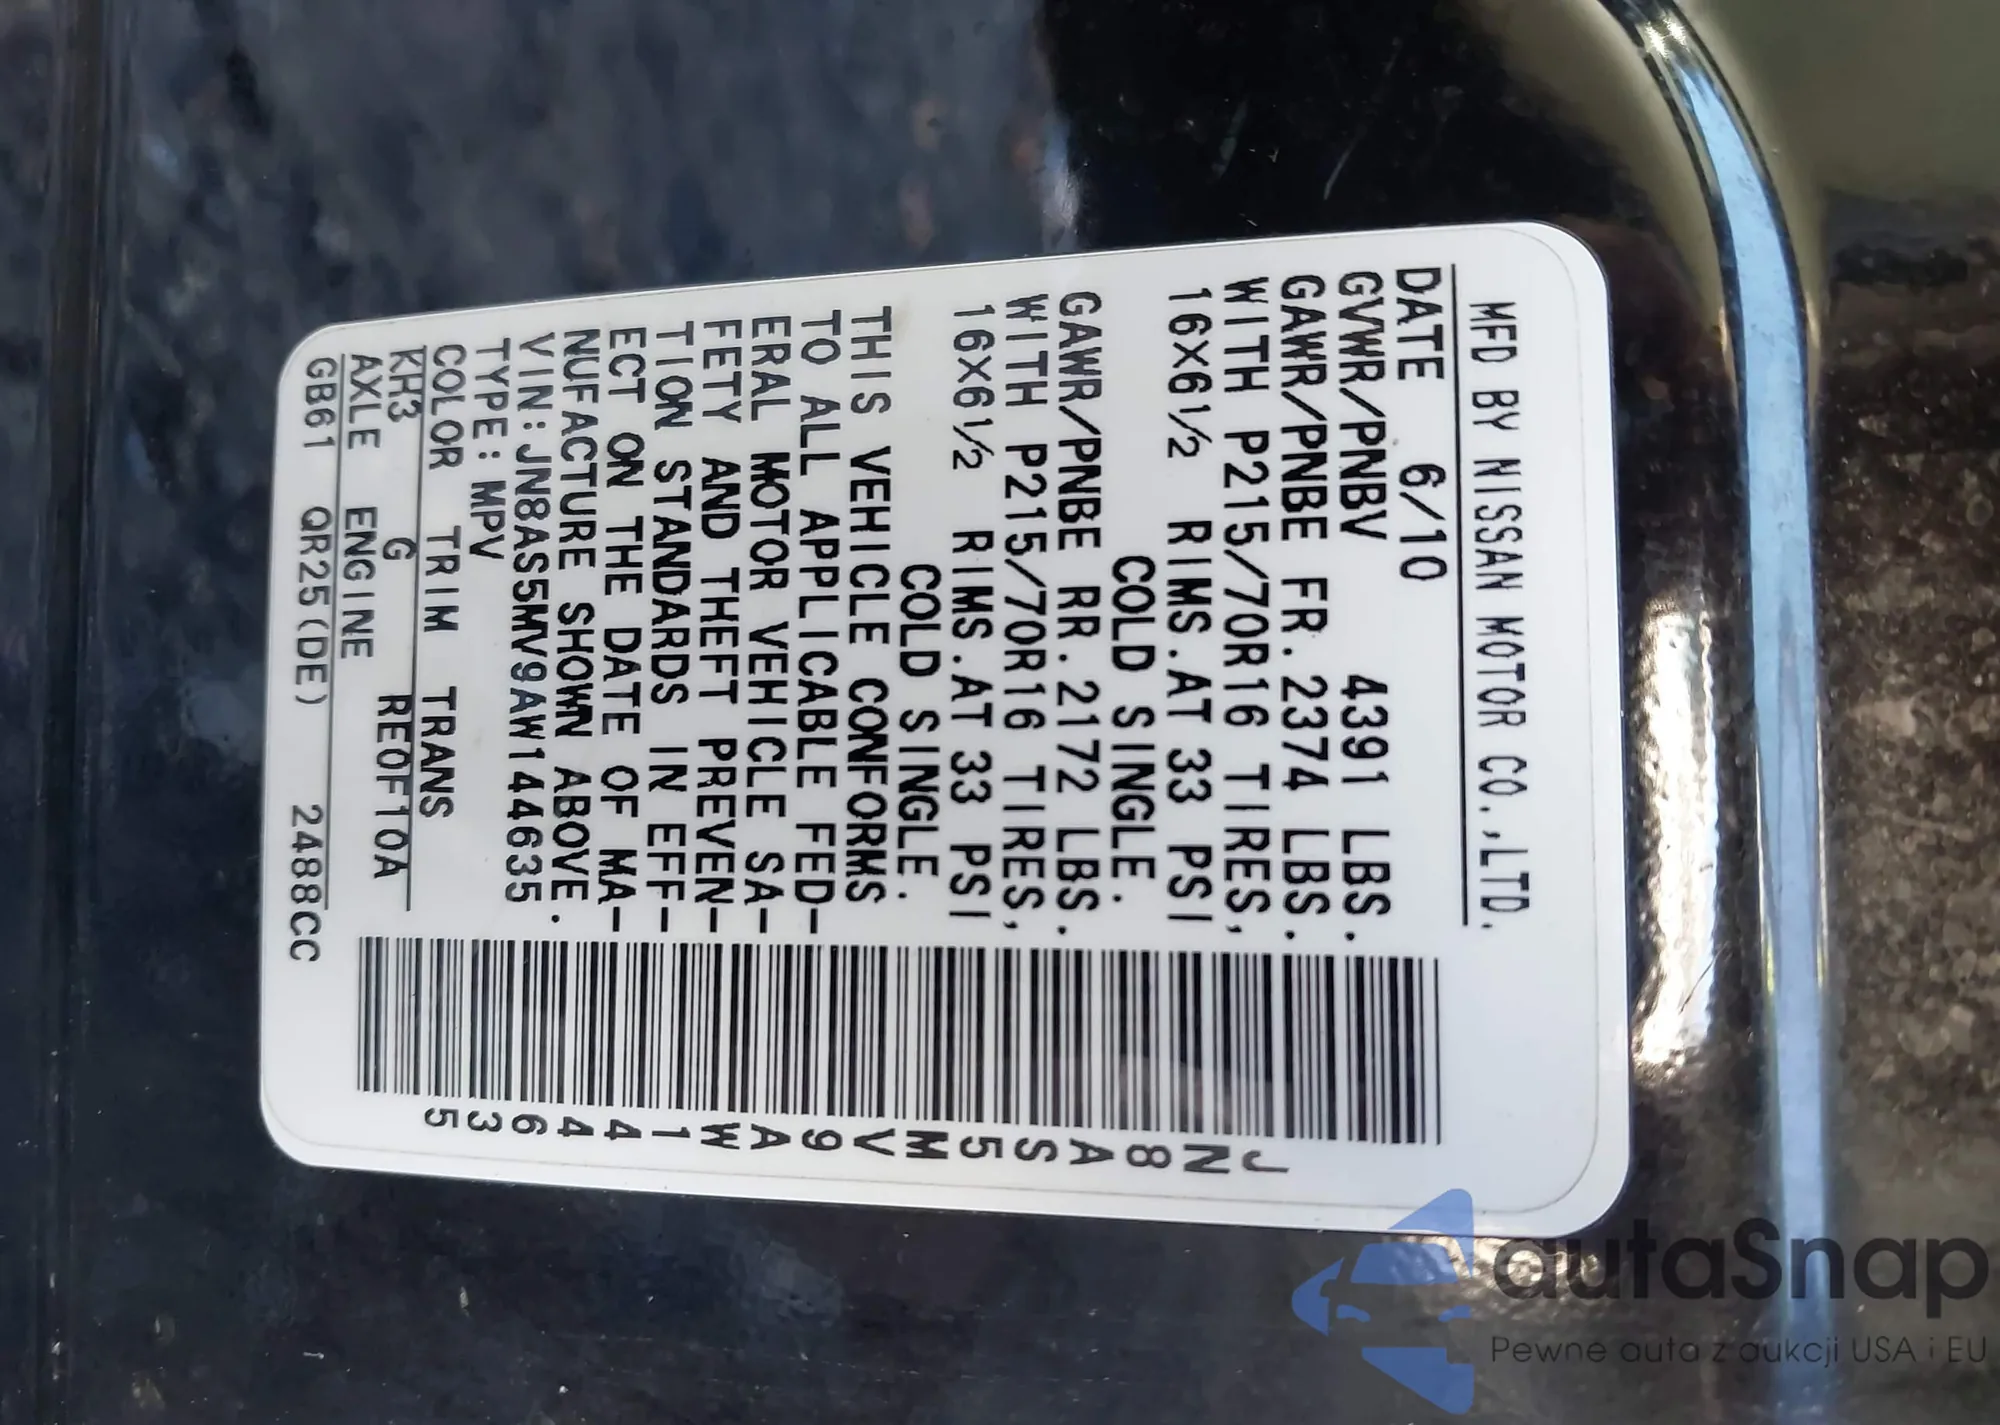 MFD BY NISSAN MOTOR CO.,LTD.
DATE 6/10
GVWR/PNBV 4391 LBS.
GAWR/PNBE FR.2374 LBS.
WITH P215/70R16 TIRES,
16X6½ RIMS.AT 33 PSI
COLD SINGLE.
GAWR/PNBE RR.2172 LBS.
WITH P215/70R16 TIRES,
16X6½ RIMS.AT 33 PSI
COLD SINGLE.
THIS VEHICLE CONFORMS
TO ALL APPLICABLE FED-
ERAL MOTOR VEHICLE SA-
FETY AND THEFT PREVEN-
TION STANDARDS IN EFF-
ECT ON THE DATE OF MA-
NUFACTURE SHOWN ABOVE.
VIN:JN8AS5MV9AW144635
TYPE:MPV
COLOR TRIM TRANS
KH3 G RE0F10A
AXLE ENGINE
GB61 QR25(DE) 2488CC
JN8AS5MV9AW144635
autaSnap
Pewne auta z aukcji USA i EU